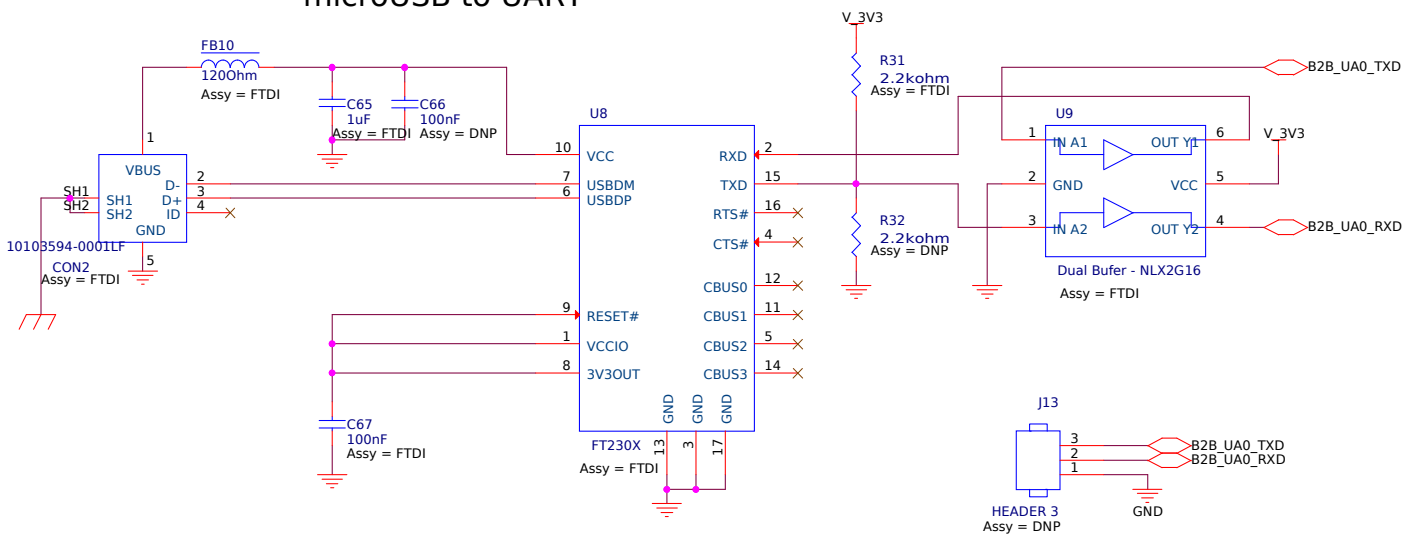 microUSB to UART
V_3V3
FB10
120Ohm
Assy = FTDI
C65
1uF
Assy = FTDI
C66
100nF
Assy = DNP
R31
2.2kohm
Assy = FTDI
B2B_UA0_TXD
1
VBUS
D-
2
D+
3
ID
4
SH1
SH1
SH2
SH2
GND
5
10103594-0001LF
CON2
Assy = FTDI
U8
10
VCC
7
USBDM
6
USBDP
9
RESET#
1
VCCIO
8
3V3OUT
RXD
2
TXD
15
RTS#
16
CTS#
4
CBUS0
12
CBUS1
11
CBUS2
5
CBUS3
14
GND
GND
GND
13
3
17
FT230X
Assy = FTDI
C67
100nF
Assy = FTDI
R32
2.2kohm
Assy = DNP
U9
1
IN A1
OUT Y1
6
V_3V3
2
GND
VCC
5
3
IN A2
OUT Y2
4
B2B_UA0_RXD
Dual Bufer - NLX2G16
Assy = FTDI
J13
3
B2B_UA0_TXD
2
B2B_UA0_RXD
1
GND
HEADER 3
Assy = DNP